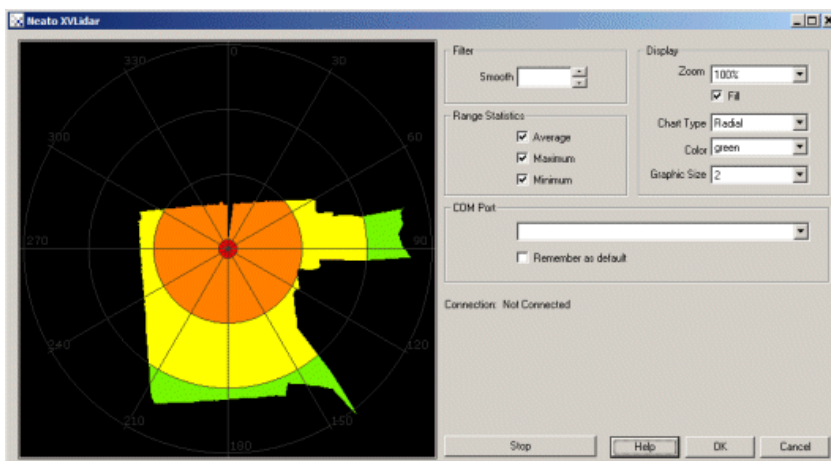 Neato XVLidar
0
30
60
90
120
150
180
210
240
270
300
330
Filter
Smooth
Range Statistics
Average
Maximum
Minimum
Display
Zoom 100%
Fill
Chart Type Radial
Color green
Graphic Size 2
COM Port
Remember as default
Connection: Not Connected
Stop Help OK Cancel